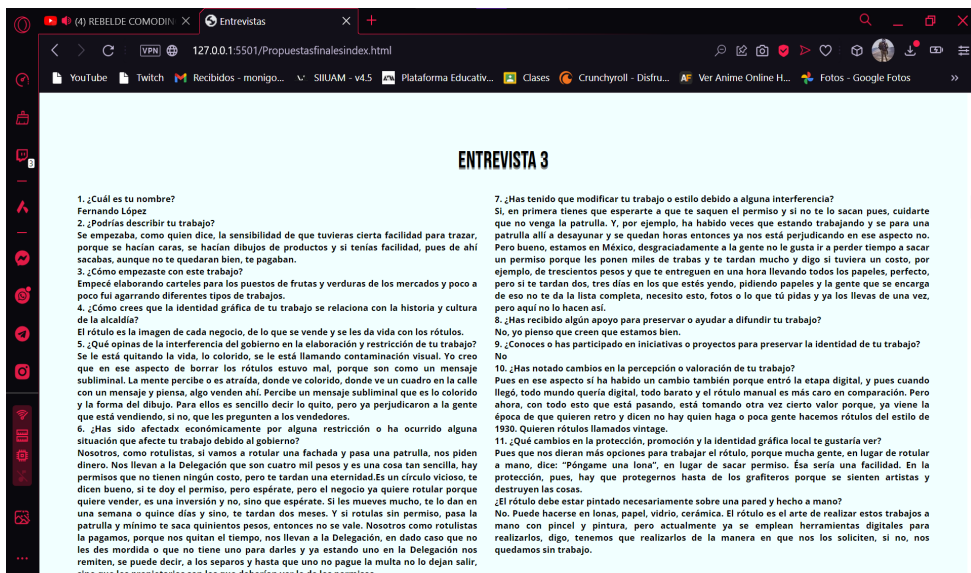 (4) REBELDE COMODIN
Entrevistas
VPN
127.0.0.1:5501/Propuestasfinalesindex.html
YouTube
Twitch
Recibidos - monigo...
SIIUAM - v4.5
Plataforma Educativ...
Clases
Crunchyroll - Disfru...
Ver Anime Online H...
Fotos - Google Fotos
3
ENTREVISTA 3
1. ¿Cuál es tu nombre?
Fernando López
2. ¿Podrías describir tu trabajo?
Se empezaba, como quien dice, la sensibilidad de que tuvieras cierta facilidad para trazar,
porque se hacían caras, se hacían dibujos de productos y si tenías facilidad, pues de ahí
sacabas, aunque no te quedaran bien, te pagaban.
3. ¿Cómo empezaste con este trabajo?
Empecé elaborando carteles para los puestos de frutas y verduras de los mercados y poco a
poco fui agarrando diferentes tipos de trabajos.
4. ¿Cómo crees que la identidad gráfica de tu trabajo se relaciona con la historia y cultura
de la alcaldía?
El rótulo es la imagen de cada negocio, de lo que se vende y se les da vida con los rótulos.
5. ¿Qué opinas de la interferencia del gobierno en la elaboración y restricción de tu trabajo?
Se le está quitando la vida, lo colorido, se le está llamando contaminación visual. Yo creo
que en ese aspecto de borrar los rótulos estuvo mal, porque son como un mensaje
subliminal. La mente percibe o es atraída, donde ve colorido, donde ve un cuadro en la calle
con un mensaje y piensa, algo venden ahí. Percibe un mensaje subliminal que es lo colorido
y la forma del dibujo. Para ellos es sencillo decir lo quito, pero ya perjudicaron a la gente
que está vendiendo, si no, que les pregunten a los vendedores.
6. ¿Has sido afectadx económicamente por alguna restricción o ha ocurrido alguna
situación que afecte tu trabajo debido al gobierno?
Nosotros, como rotulistas, si vamos a rotular una fachada y pasa una patrulla, nos piden
dinero. Nos llevan a la Delegación que son cuatro mil pesos y es una cosa tan sencilla, hay
permisos que no tienen ningún costo, pero te tardan una eternidad.Es un círculo vicioso, te
dicen bueno, si te doy el permiso, pero espérate, pero el negocio ya quiere rotular porque
quiere vender, es una inversión y no, sino que espérate. Si les mueves mucho, te lo dan en
una semana o quince días y sino, te tardan dos meses. Y si rotulas sin permiso, pasa la
patrulla y mínimo te saca quinientos pesos, entonces no se vale. Nosotros como rotulistas
la pagamos, porque nos quitan el tiempo, nos llevan a la Delegación, en dado caso que no
les des mordida o que no tiene uno para darles y ya estando uno en la Delegación nos
remiten, se puede decir, a los separos y hasta que uno no pague la multa no lo dejan salir,
sino que los propietarios son los que deberían ver lo de los permisos.
7. ¿Has tenido que modificar tu trabajo o estilo debido a alguna interferencia?
Si, en primera tienes que esperarte a que te saquen el permiso y si no te lo sacan pues, cuidarte
que no venga la patrulla. Y, por ejemplo, ha habido veces que estando trabajando y se para una
patrulla allí a desayunar y se quedan horas entonces ya nos está perjudicando en ese aspecto no.
Pero bueno, estamos en México, desgraciadamente a la gente no le gusta ir a perder tiempo a sacar
un permiso porque les ponen miles de trabas y te tardan mucho y digo si tuviera un costo, por
ejemplo, de trescientos pesos y que te entreguen en una hora llevando todos los papeles, perfecto,
pero si te tardan dos, tres días en los que estés yendo, pidiendo papeles y la gente que se encarga
de eso no te da la lista completa, necesito esto, fotos o lo que tú pidas y ya los llevas de una vez,
pero aquí no lo hacen así.
8. ¿Has recibido algún apoyo para preservar o ayudar a difundir tu trabajo?
No, yo pienso que creen que estamos bien.
9. ¿Conoces o has participado en iniciativas o proyectos para preservar la identidad de tu trabajo?
No
10. ¿Has notado cambios en la percepción o valoración de tu trabajo?
Pues en ese aspecto sí ha habido un cambio también porque entró la etapa digital, y pues cuando
llegó, todo mundo quería digital, todo barato y el rótulo manual es más caro en comparación. Pero
ahora, con todo esto que está pasando, está tomando otra vez cierto valor porque, ya viene la
época de que quieren retro y dicen no hay quien haga o poca gente hacemos rótulos del estilo de
1930. Quieren rótulos llamados vintage.
11. ¿Qué cambios en la protección, promoción y la identidad gráfica local te gustaría ver?
Pues que nos dieran más opciones para trabajar el rótulo, porque mucha gente, en lugar de rotular
a mano, dice: “Póngame una lona”, en lugar de sacar permiso. Ésa sería una facilidad. En la
protección, pues, hay que protegernos hasta de los grafiteros porque se sienten artistas y
destruyen las cosas.
¿El rótulo debe estar pintado necesariamente sobre una pared y hecho a mano?
No. Puede hacerse en lonas, papel, vidrio, cerámica. El rótulo es el arte de realizar estos trabajos a
mano con pincel y pintura, pero actualmente ya se emplean herramientas digitales para
realizarlos, digo, tenemos que realizarlos de la manera en que nos los soliciten, si no, nos
quedamos sin trabajo.